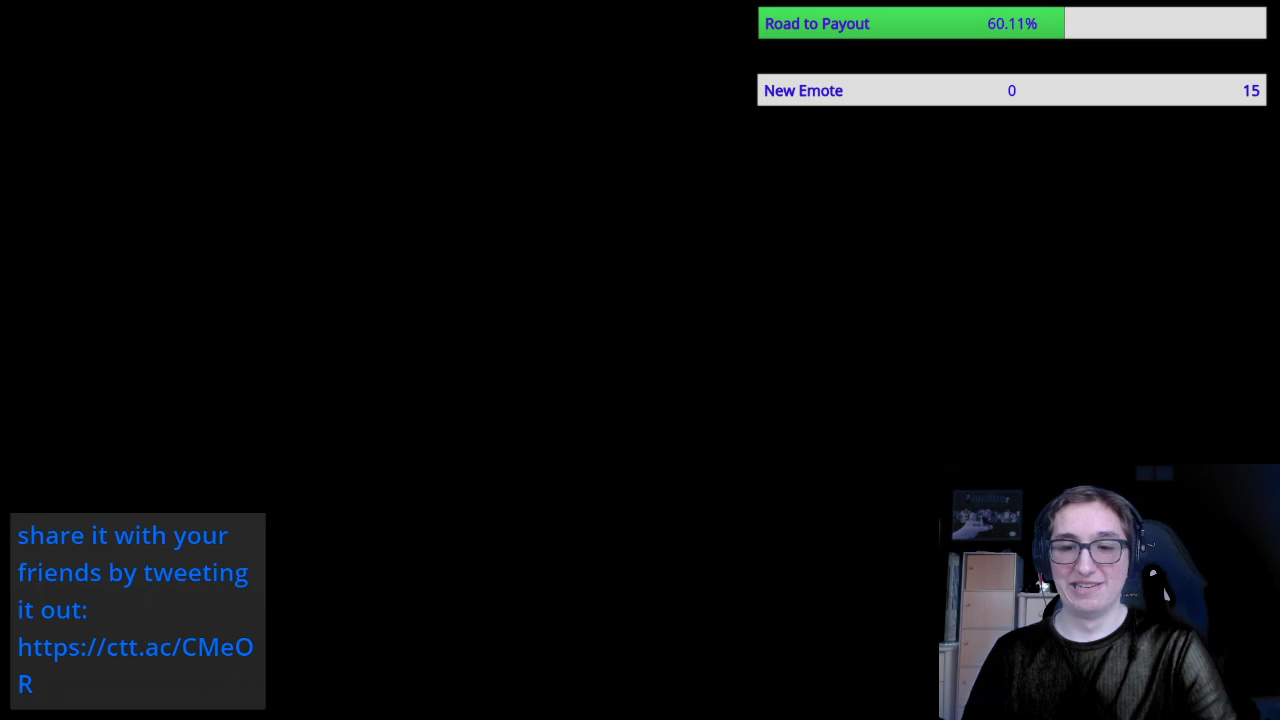 Road to Payout 60.11%
New Emote 0 15
share it with your
friends by tweeting
it out:
https://ctt.ac/CMeO
R